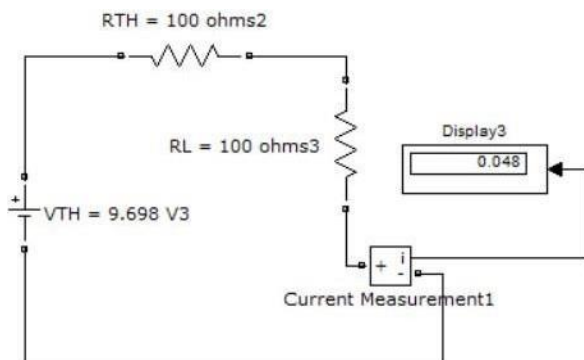 RTH = 100 ohms2
RL = 100 ohms3
Display3
0.048
+
VTH = 9.698 V3
+
i
-
Current Measurement1